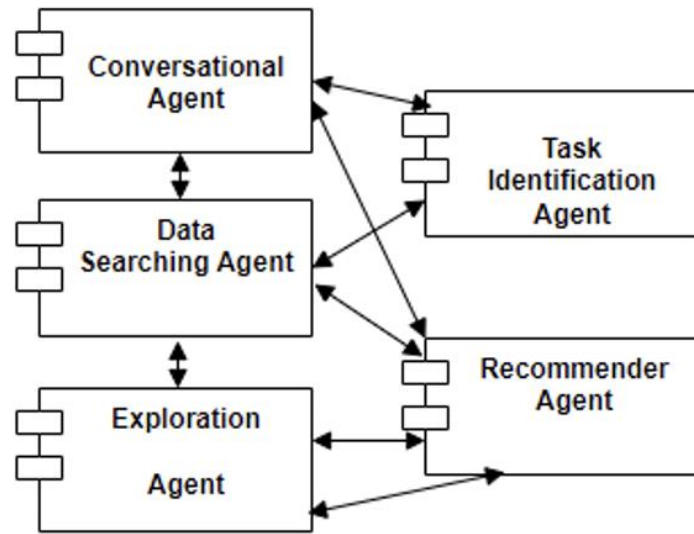 Conversational
Agent
Task
Identification
Agent
Data
Searching Agent
Recommender
Agent
Exploration
Agent